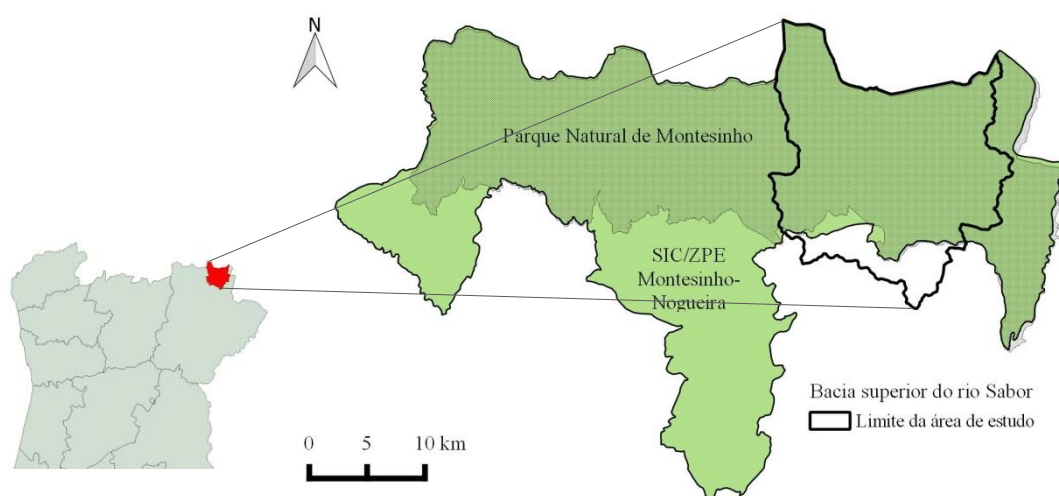 N
Parque Natural de Montesinho
SIC/ZPE
Montesinho-
Nogueira
Bacia superior do rio Sabor
Limite da área de estudo
0 5 10 km